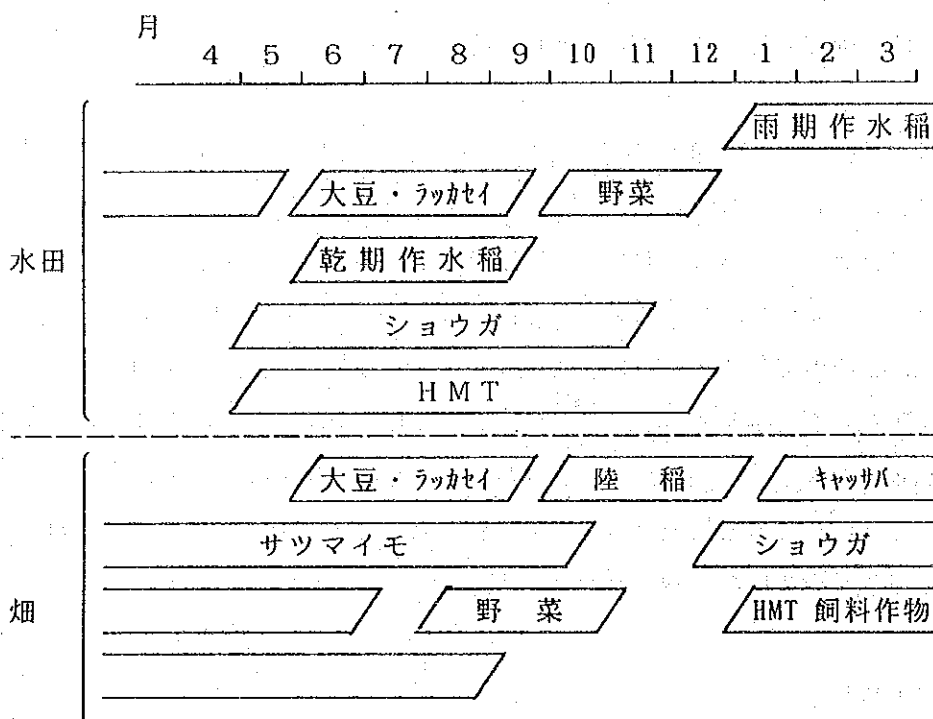 月
4 5 6 7 8 9 10 11 12 1 2 3
雨期作水稲
大豆・ラッカセイ 野菜
水田
乾期作水稲
ショウガ
HMT
大豆・ラッカセイ 陸稲 キャッサバ
サツマイモ ショウガ
畑
野菜 HMT 飼料作物